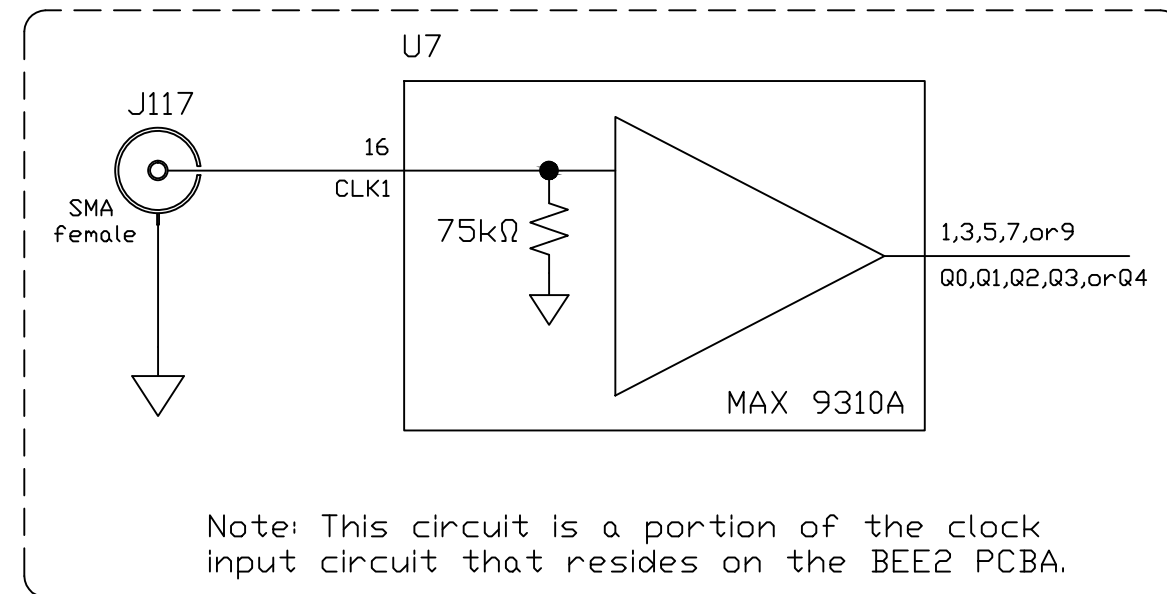 U7
J117
16
CLK1
SMA
female
75kΩ
1,3,5,7,or9
Q0,Q1,Q2,Q3,orQ4
MAX 9310A
Note: This circuit is a portion of the clock
input circuit that resides on the BEE2 PCBA.